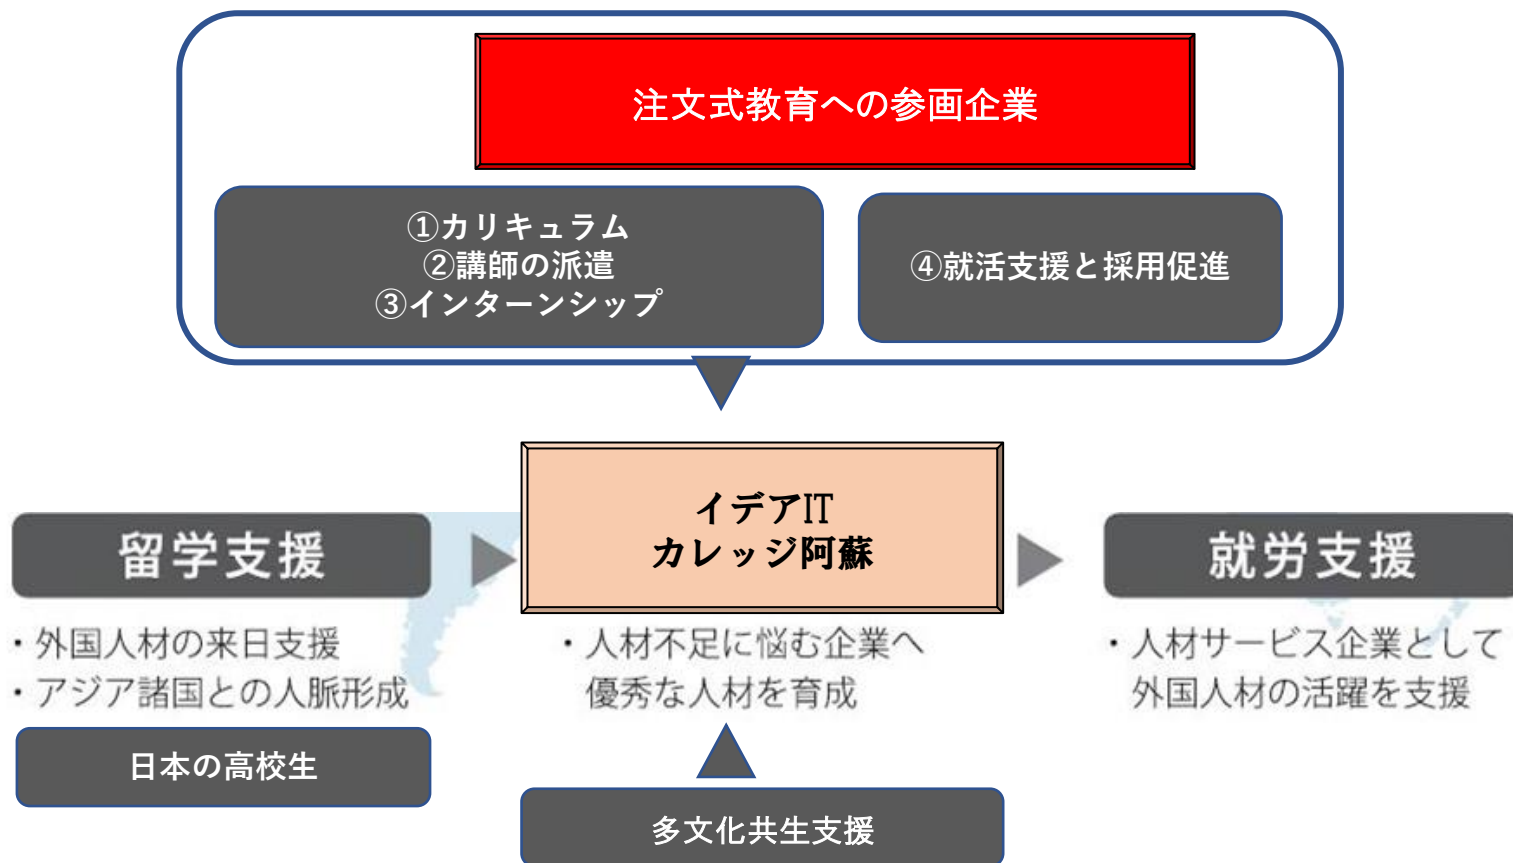 注文式教育への参画企業
①カリキュラム
②講師の派遣
③インターンシップ
④就活支援と採用促進
留学支援
・外国人材の来日支援
・アジア諸国との人脈形成
日本の高校生
イデアIT
カレッジ阿蘇
・人材不足に悩む企業へ
優秀な人材を育成
多文化共生支援
就労支援
・人材サービス企業として
外国人材の活躍を支援